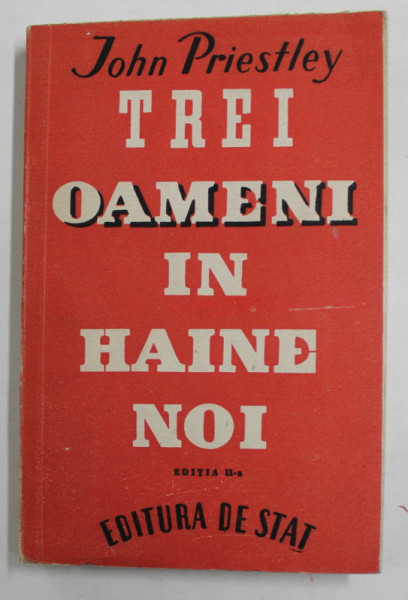 John Priestley
TREI
OAMENI
IN
HAINE
NOI
EDIȚIA II-a
EDITURA DE STAT